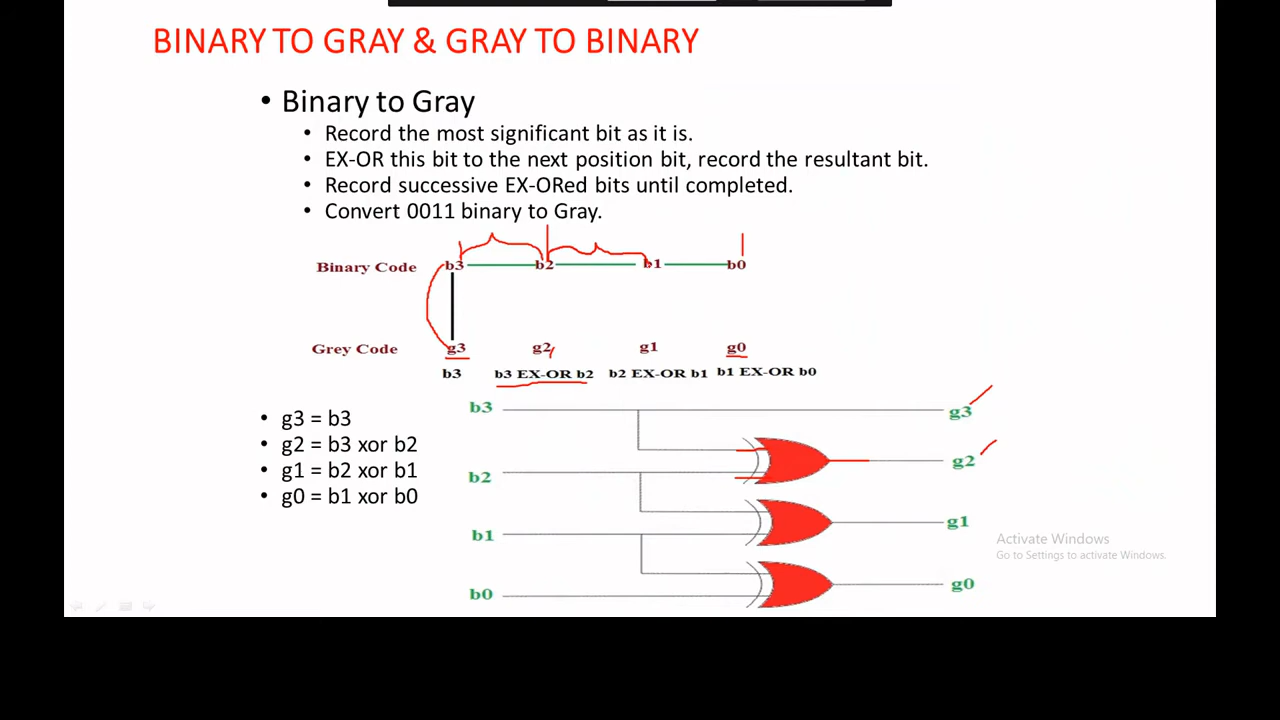 BINARY TO GRAY & GRAY TO BINARY
• Binary to Gray
• Record the most significant bit as it is.
• EX-OR this bit to the next position bit, record the resultant bit.
• Record successive EX-ORed bits until completed.
• Convert 0011 binary to Gray.
Binary Code b3 b2 b1 b0
Grey Code g3 g2 g1 g0
b3 b3 EX-OR b2 b2 EX-OR b1 b1 EX-OR b0
• g3 = b3
• g2 = b3 xor b2
• g1 = b2 xor b1
• g0 = b1 xor b0
b3 g3
b2 g2
b1 g1
b0 g0
Activate Windows
Go to Settings to activate Windows.